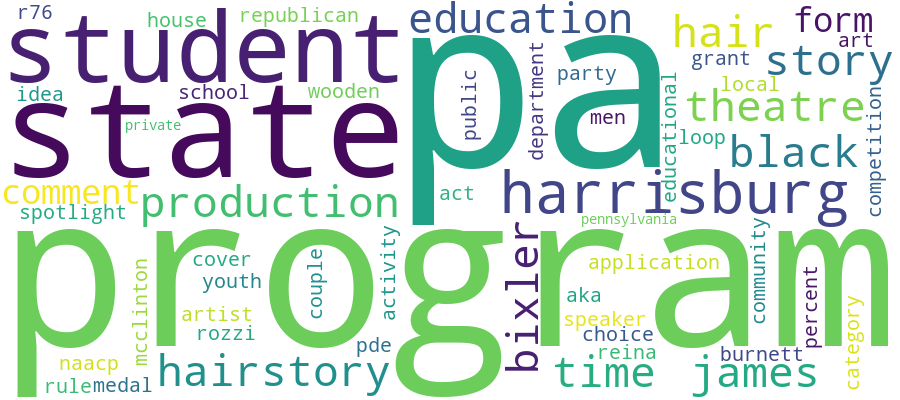 r76
house
republican
student
education
pa
hair
form
art
story
grant
idea
school
wooden
state
private
public
department
party
men
local
educational
theatre
loop
black
competition
comment
spotlight
production
act
harrisburg
pennsylvania
program
mcclinton
cover
youth
couple
activity
bixler
application
community
artist
rozzi
aka
speaker
choice
percent
category
naacp
rule
medal
hairstory
pde
reina
burnett
time
james